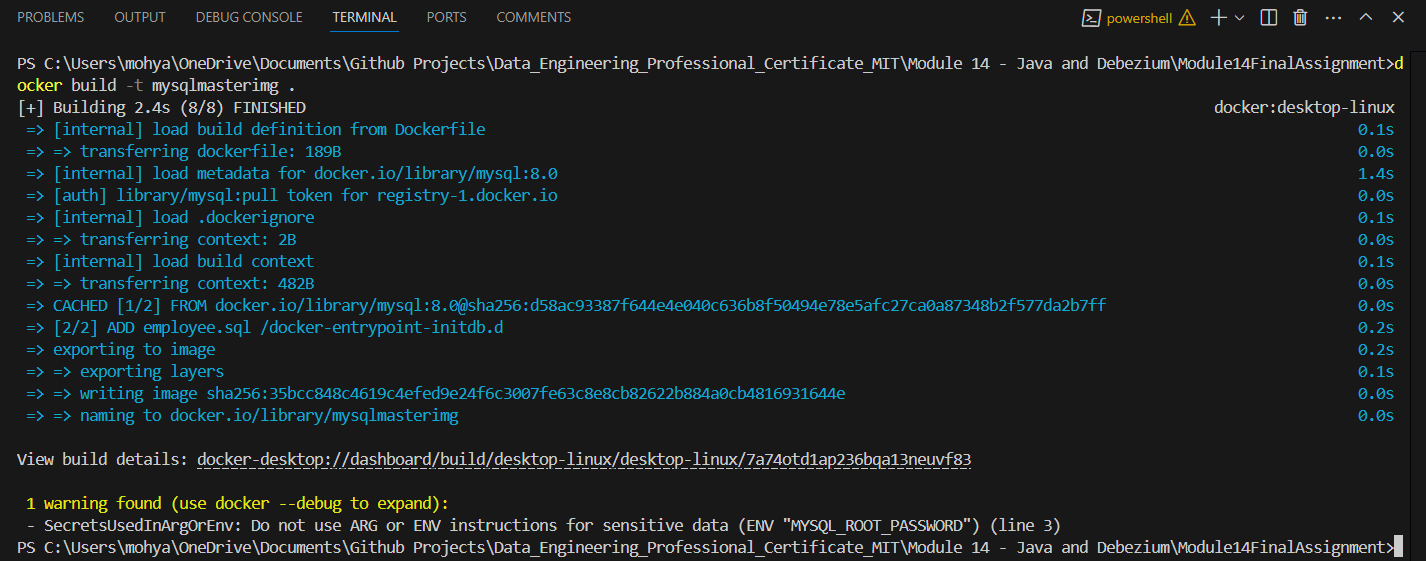 PROBLEMS OUTPUT DEBUG CONSOLE TERMINAL PORTS COMMENTS powershell
PS C:\Users\mohya\OneDrive\Documents\Github Projects\Data_Engineering_Professional_Certificate_MIT\Module 14 - Java and Debezium\Module14FinalAssignment>d
ocker build -t mysqlmasterimg .
[+] Building 2.4s (8/8) FINISHED docker:desktop-linux
=> [internal] load build definition from Dockerfile 0.1s
=> => transferring dockerfile: 189B 0.0s
=> [internal] load metadata for docker.io/library/mysql:8.0 1.4s
=> [auth] library/mysql:pull token for registry-1.docker.io 0.0s
=> [internal] load .dockerignore 0.1s
=> => transferring context: 2B 0.0s
=> [internal] load build context 0.1s
=> => transferring context: 482B 0.0s
=> CACHED [1/2] FROM docker.io/library/mysql:8.0@sha256:d58ac93387f644e4e040c636b8f50494e78e5afc27ca0a87348b2f577da2b7ff 0.0s
=> [2/2] ADD employee.sql /docker-entrypoint-initdb.d 0.2s
=> exporting to image 0.2s
=> => exporting layers 0.1s
=> => writing image sha256:35bcc848c4619c4efed9e24f6c3007fe63c8e8cb82622b884a0cb4816931644e 0.0s
=> => naming to docker.io/library/mysqlmasterimg 0.0s
View build details: docker-desktop://dashboard/build/desktop-linux/desktop-linux/7a74otd1ap236bqa13neuvf83
1 warning found (use docker --debug to expand):
- SecretsUsedInArgOrEnv: Do not use ARG or ENV instructions for sensitive data (ENV "MYSQL_ROOT_PASSWORD") (line 3)
PS C:\Users\mohya\OneDrive\Documents\Github Projects\Data_Engineering_Professional_Certificate_MIT\Module 14 - Java and Debezium\Module14FinalAssignment>